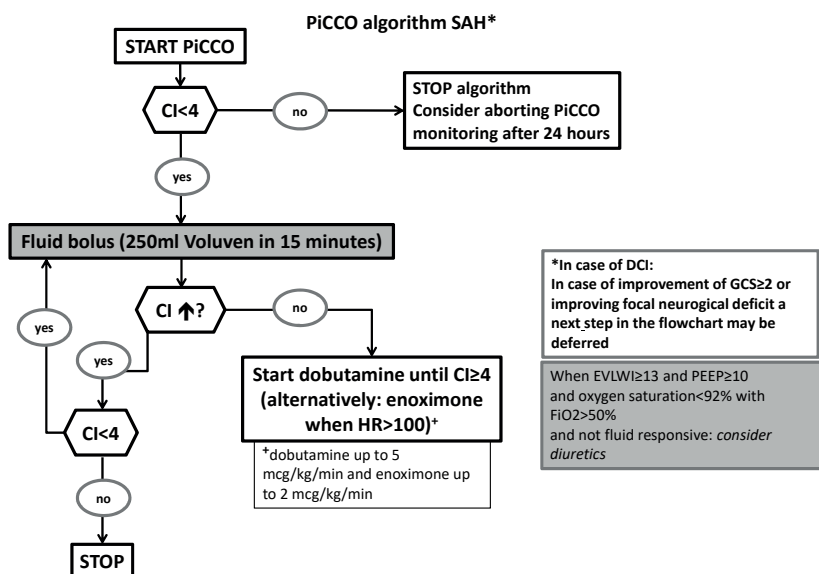 PiCCO algorithm SAH*
START PiCCO
CI<4
no
STOP algorithm
Consider aborting PiCCO
monitoring after 24 hours
yes
Fluid bolus (250ml Voluven in 15 minutes)
CI ↑?
no
yes
yes
CI<4
no
STOP
Start dobutamine until CI≥4
(alternatively: enoximone
when HR>100)+
+dobutamine up to 5
mcg/kg/min and enoximone up
to 2 mcg/kg/min
*In case of DCI:
In case of improvement of GCS≥2 or
improving focal neurogical deficit a
next step in the flowchart may be
deferred
When EVLWI≥13 and PEEP≥10
and oxygen saturation<92% with
FiO2>50%
and not fluid responsive: consider
diuretics